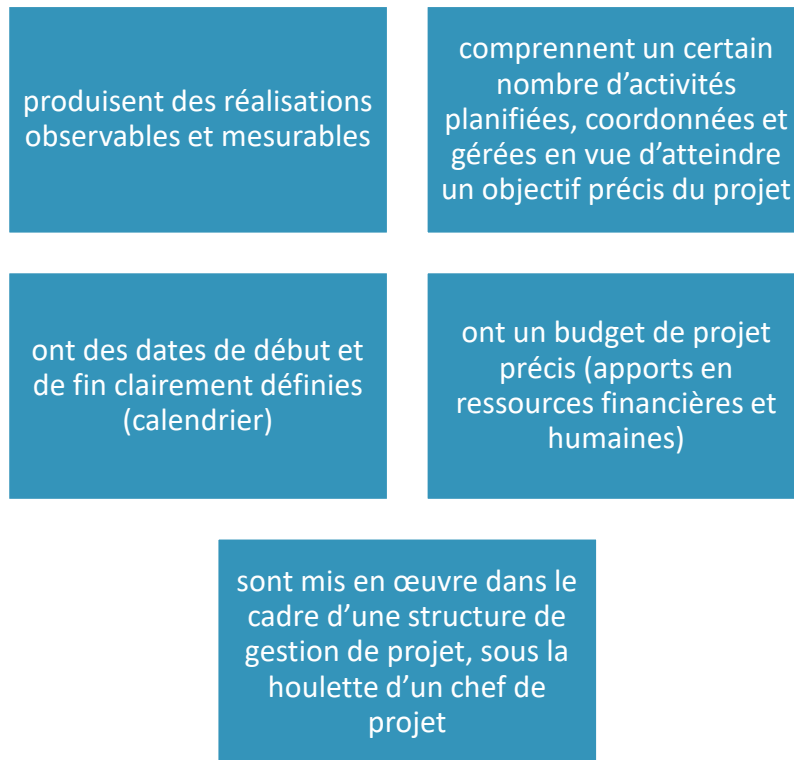 produisent des réalisations
observables et mesurables
comprennent un certain
nombre d’activités
planifiées, coordonnées et
gérées en vue d’atteindre
un objectif précis du projet
ont des dates de début et
de fin clairement définies
(calendrier)
ont un budget de projet
précis (apports en
ressources financières et
humaines)
sont mis en œuvre dans le
cadre d’une structure de
gestion de projet, sous la
houlette d’un chef de
projet